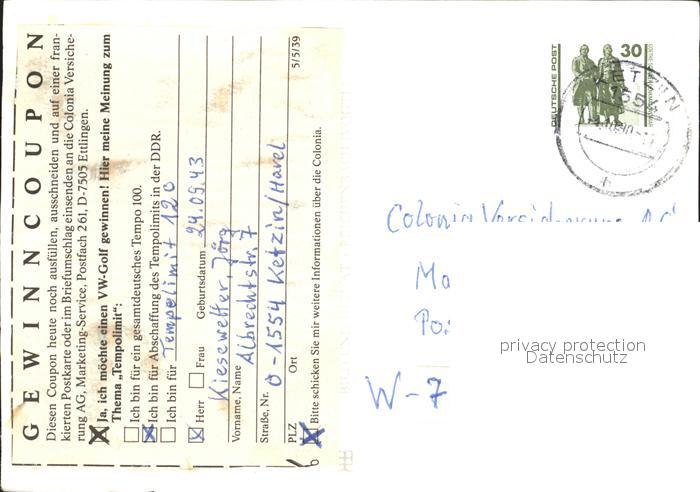 GEWINNCOUPON
Diesen Coupon heute noch ausfüllen, ausschneiden und auf einer fran-
kierten Postkarte oder im Briefumschlag einsenden an die Colonia Versiche-
rung AG, Marketing-Service, Postfach 2 61, D-7505 Ettlingen.
Ja, ich möchte einen VW-Golf gewinnen! Hier meine Meinung zum
Thema „Tempolimit“:
Ich bin für ein gesamtdeutsches Tempo 100.
Ich bin für Abschaffung des Tempolimits in der DDR.
Ich bin für Tempolimit 120
Herr Frau Geburtsdatum 24.09.43
Kiesewetter, Jörg
Vorname, Name
Albrechtstr. 7
Straße, Nr.
O-1554 Ketzin/Havel
PLZ Ort 5/5/39
Bitte schicken Sie mir weitere Informationen über die Colonia.
DEUTSCHE POST
30
KETZIN
1554
Colonia
W-7
privacy protection
Datenschutz